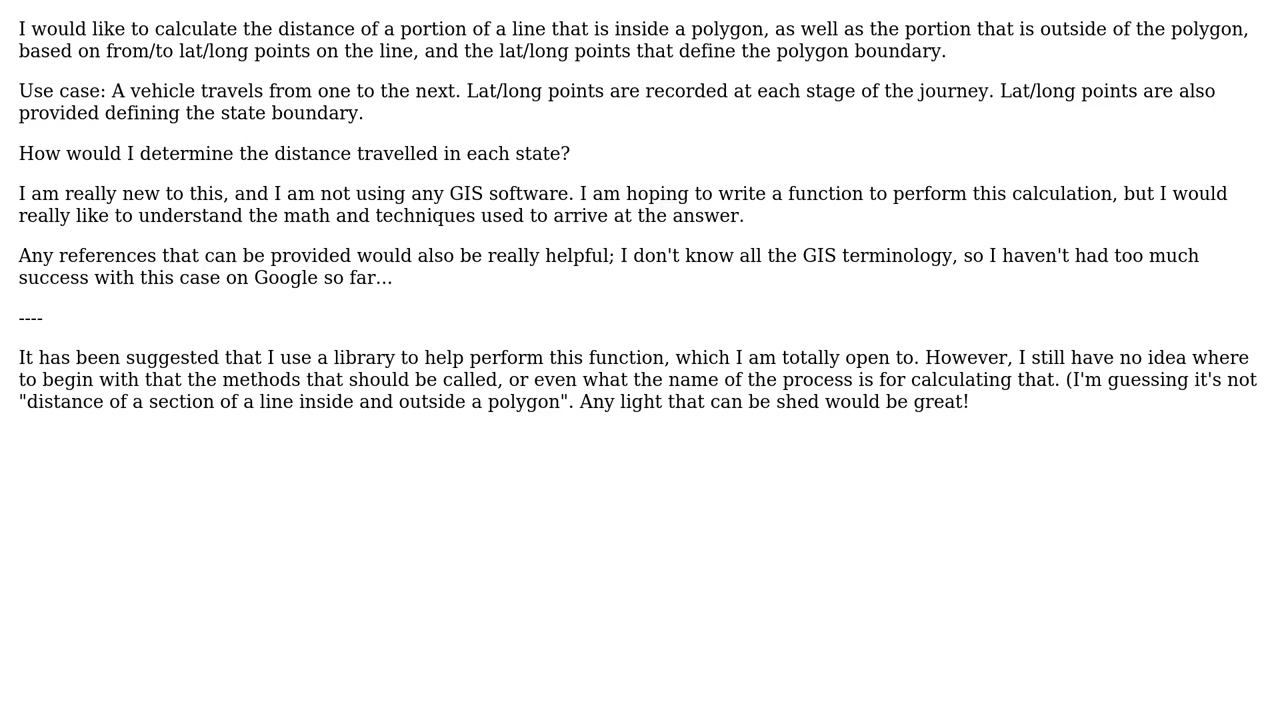 I would like to calculate the distance of a portion of a line that is inside a polygon, as well as the portion that is outside of the polygon,
based on from/to lat/long points on the line, and the lat/long points that define the polygon boundary.
Use case: A vehicle travels from one to the next. Lat/long points are recorded at each stage of the journey. Lat/long points are also
provided defining the state boundary.
How would I determine the distance travelled in each state?
I am really new to this, and I am not using any GIS software. I am hoping to write a function to perform this calculation, but I would
really like to understand the math and techniques used to arrive at the answer.
Any references that can be provided would also be really helpful; I don't know all the GIS terminology, so I haven't had too much
success with this case on Google so far...
----
It has been suggested that I use a library to help perform this function, which I am totally open to. However, I still have no idea where
to begin with that the methods that should be called, or even what the name of the process is for calculating that. (I'm guessing it's not
"distance of a section of a line inside and outside a polygon". Any light that can be shed would be great!